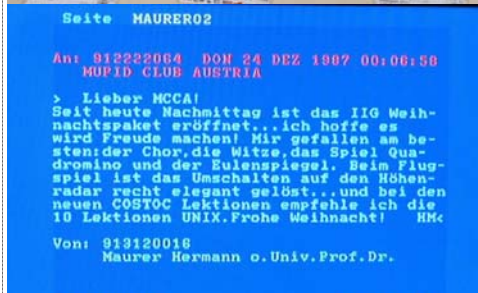 Seite MAURER02
An: 912222064 DON 24 DEZ 1987 00:06:58
MUPID CLUB AUSTRIA
> Lieber MCCA!
Seit heute Nachmittag ist das IIG Weih-
nachtspaket eröffnet...ich hoffe es
wird Freude machen! Mir gefallen am be-
sten:der Chor,die Witze,das Spiel Qua-
dromino und der Eulenspiegel. Beim Flug-
spiel ist das Umschalten auf den Höhen-
radar recht elegant gelöst...und bei den
neuen COSTOC Lektionen empfehle ich die
10 Lektionen UNIX.Frohe Weihnacht! HM<
Von: 913120016
Maurer Hermann o.Univ.Prof.Dr.